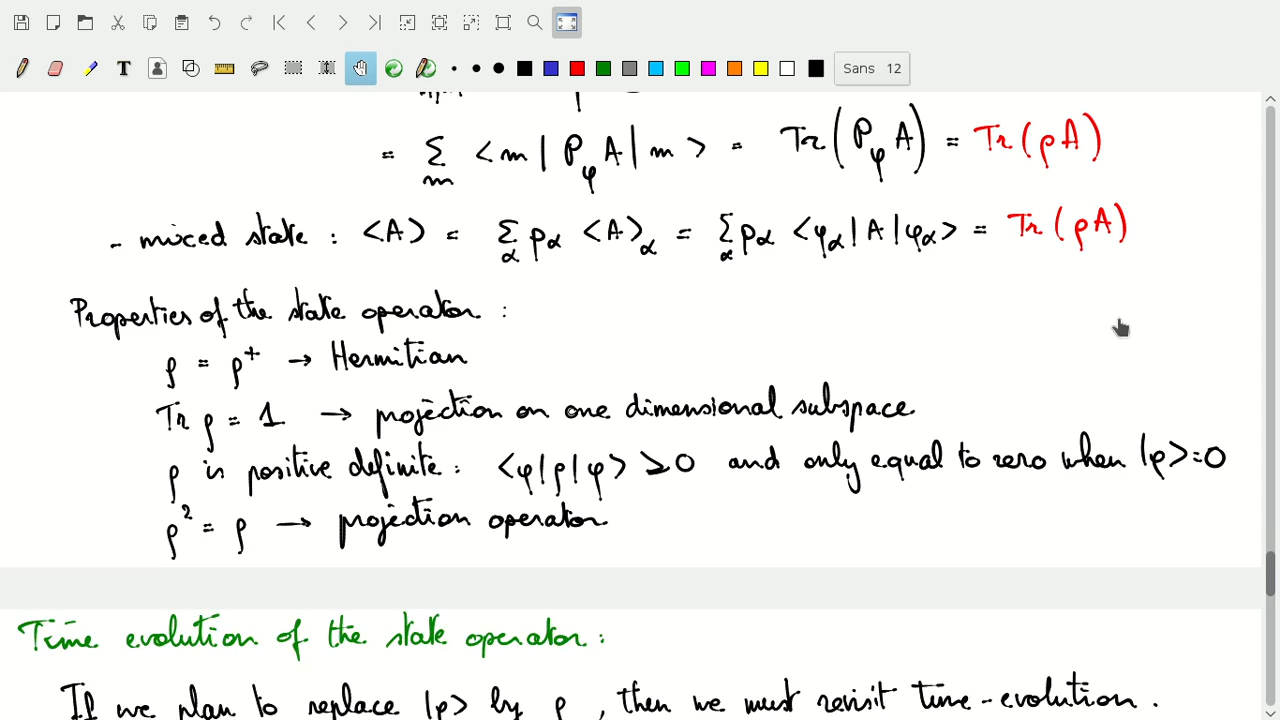 Sans 12
= Σ_m <m| P_φ A |m> = Tr(P_φ A) = Tr(ρA)
- mixed state : <A> = Σ_α p_α <A>_α = Σ_α p_α <φ_α|A|φ_α> = Tr(ρA)
Properties of the state operator :
ρ = ρ⁺ → Hermitian
Tr ρ = 1 → projection on one dimensional subspace
ρ is positive definite : <φ|ρ|φ> ≥ 0 and only equal to zero when |φ> = 0
ρ² = ρ → projection operator
Time evolution of the state operator :
If we plan to replace |φ> by ρ , then we must revisit time-evolution .